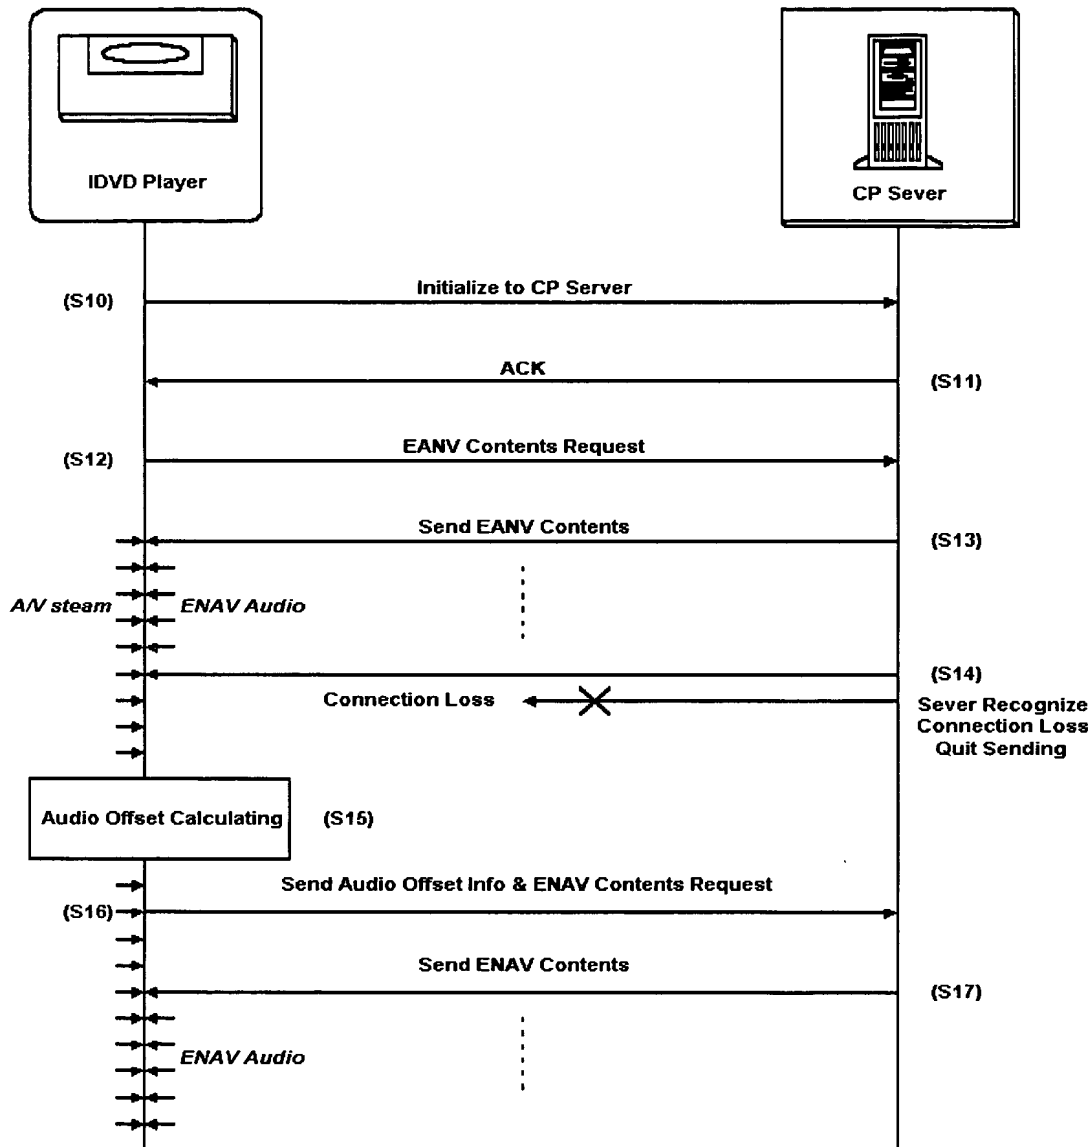 IDVD Player
CP Sever
(S10)
Initialize to CP Server
ACK
(S11)
(S12)
EANV Contents Request
Send EANV Contents
(S13)
A/V steam
ENAV Audio
(S14)
Connection Loss
Sever Recognize
Connection Loss
Quit Sending
Audio Offset Calculating
(S15)
Send Audio Offset Info & ENAV Contents Request
(S16)
Send ENAV Contents
(S17)
ENAV Audio